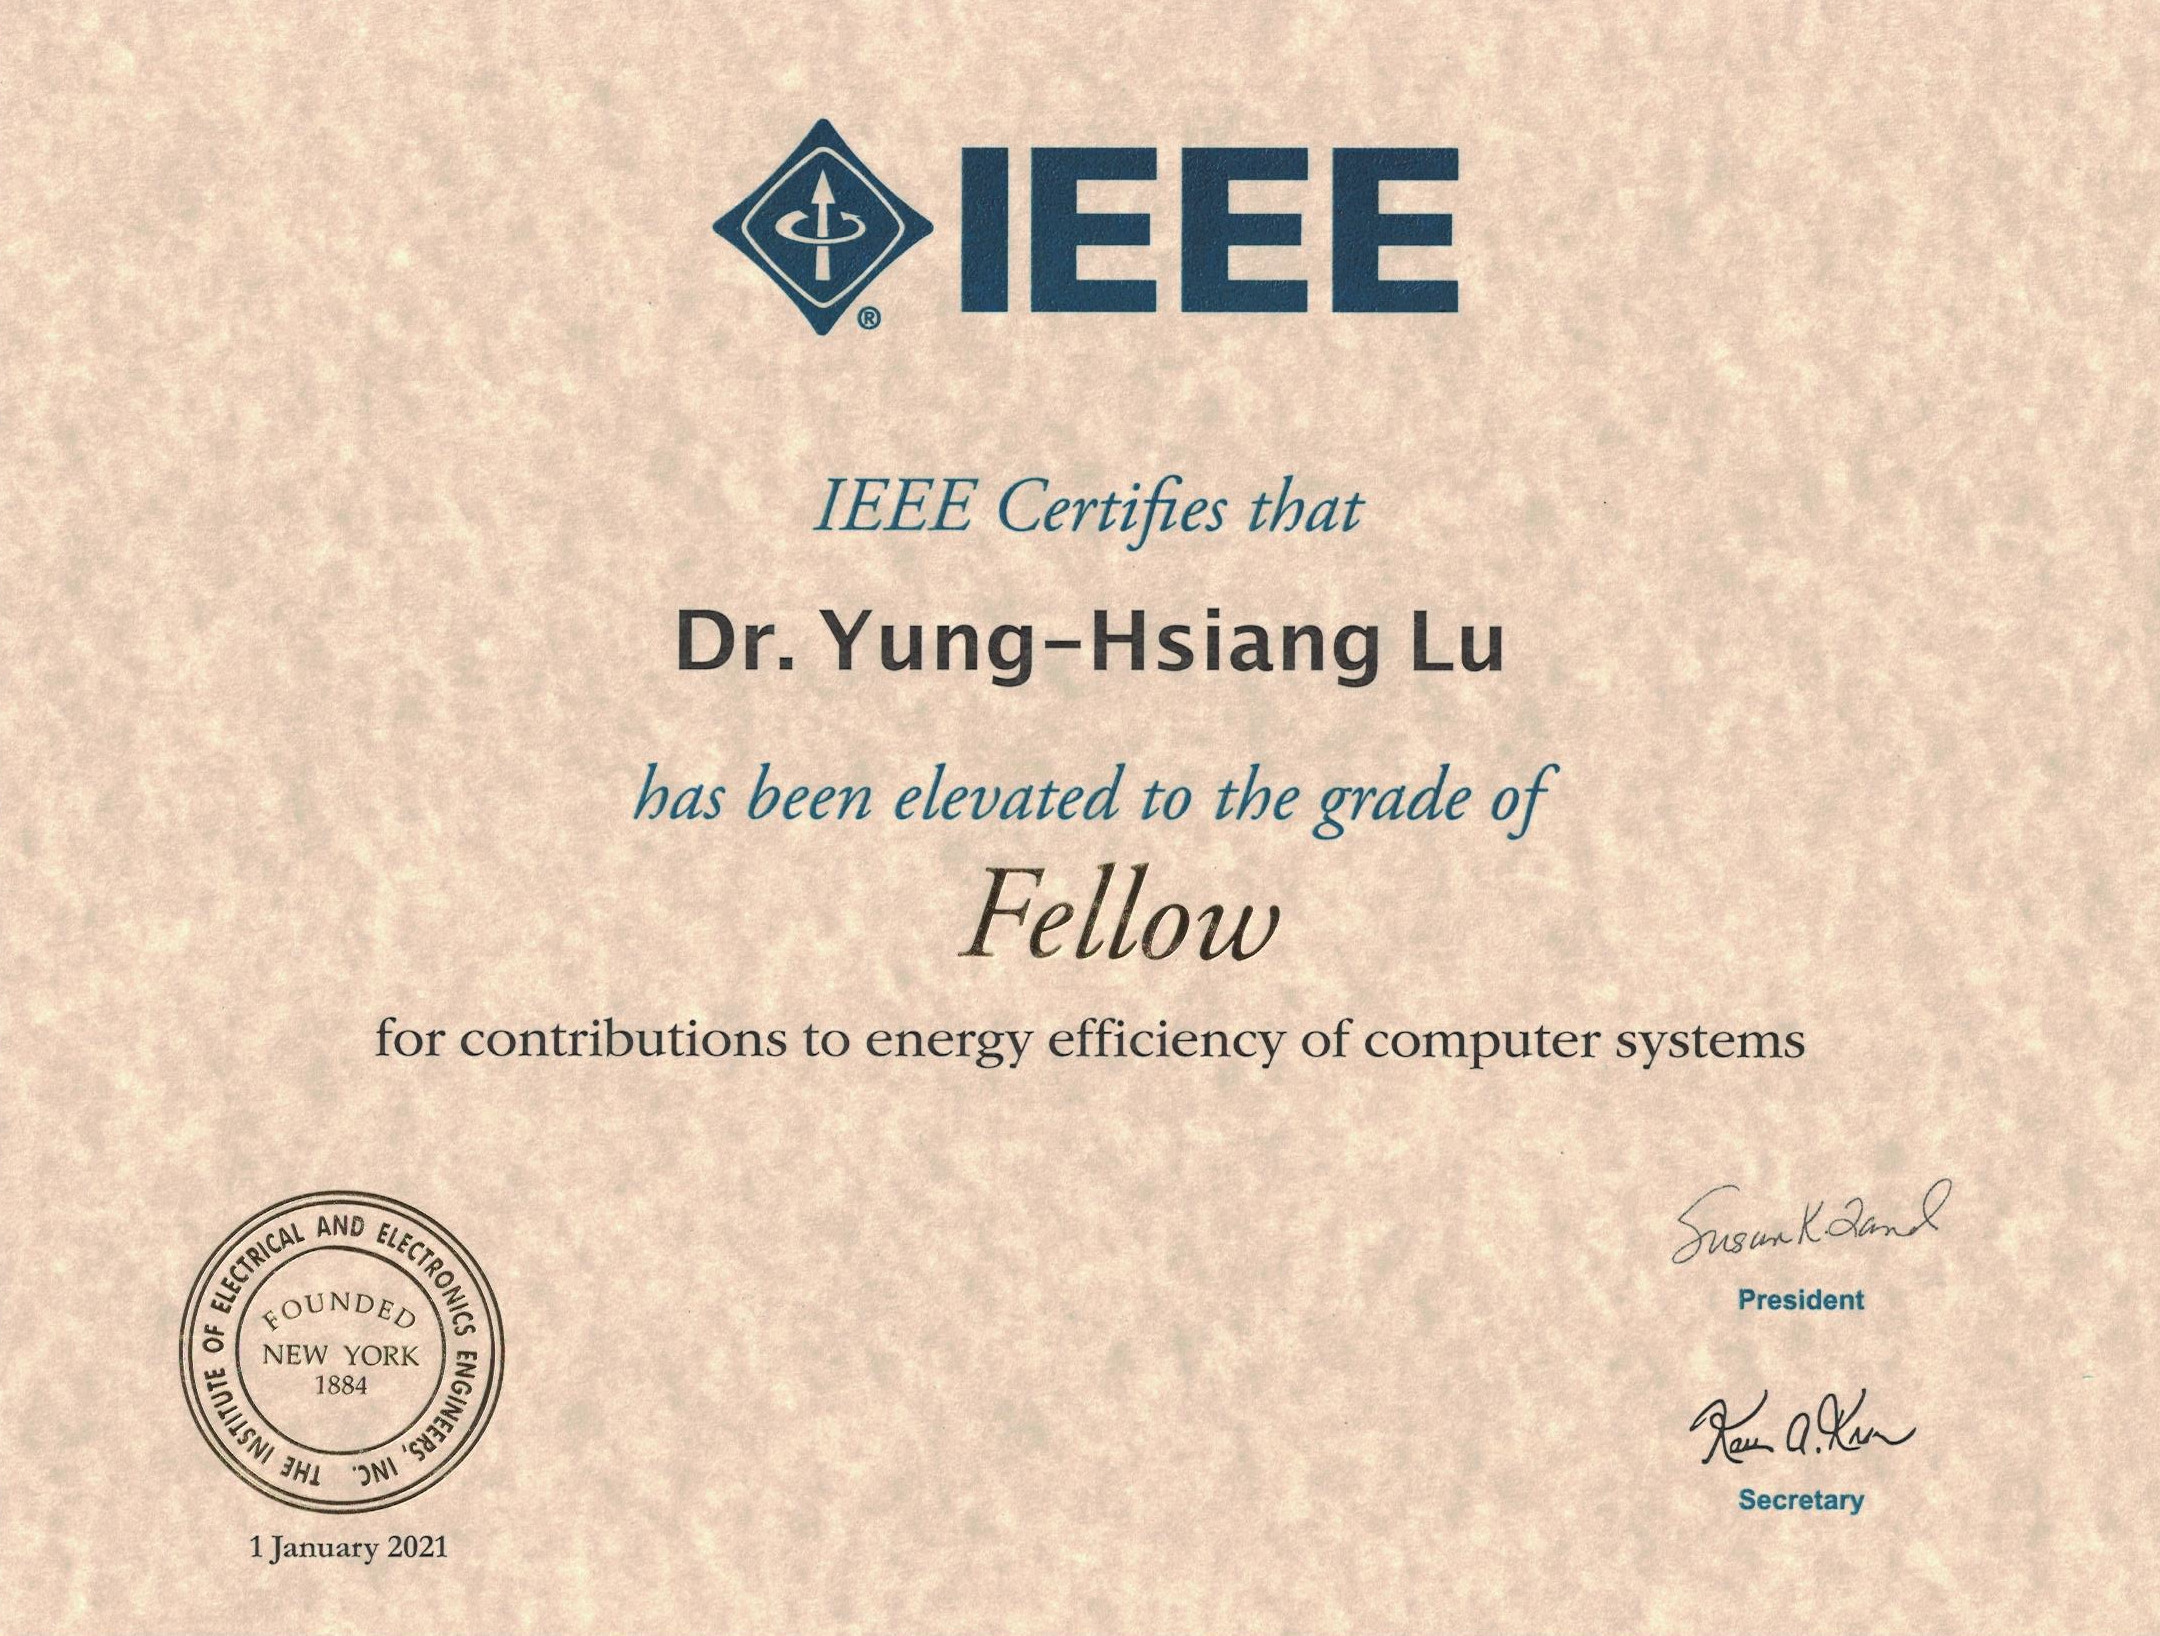 IEEE
®
IEEE Certifies that
Dr. Yung-Hsiang Lu
has been elevated to the grade of
Fellow
for contributions to energy efficiency of computer systems
THE INSTITUTE OF ELECTRICAL AND ELECTRONICS ENGINEERS, INC.
FOUNDED
NEW YORK
1884
1 January 2021
Susan K. Land
President
Secretary